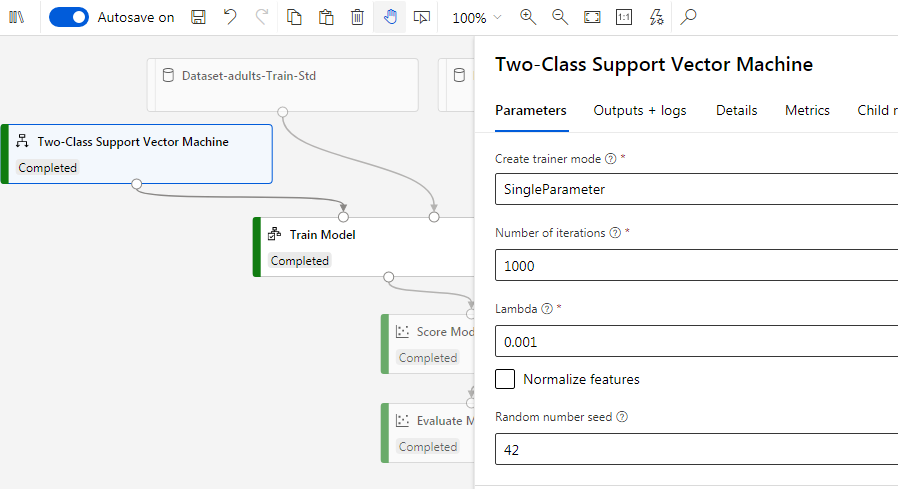 Autosave on
100%
1:1
Dataset-adults-Train-Std
Two-Class Support Vector Machine
Completed
Train Model
Completed
Score Mod
Completed
Evaluate M
Completed
Two-Class Support Vector Machine
Parameters Outputs + logs Details Metrics Child r
Create trainer mode ? *
SingleParameter
Number of iterations ? *
1000
Lambda ? *
0.001
Normalize features
Random number seed ?
42